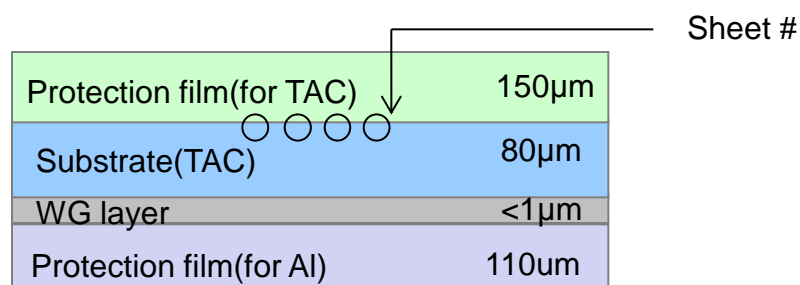 Sheet #
Protection film(for TAC) 150μm
Substrate(TAC) 80μm
WG layer <1μm
Protection film(for Al) 110um